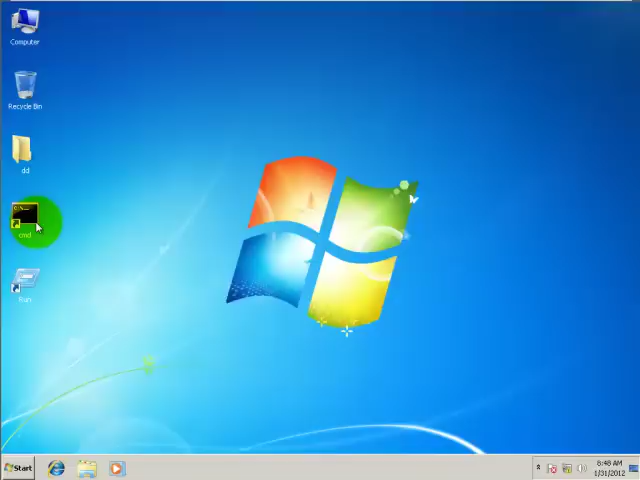 Computer
Recycle Bin
dd
cmd
Run
Start
8:48 AM
1/31/2012